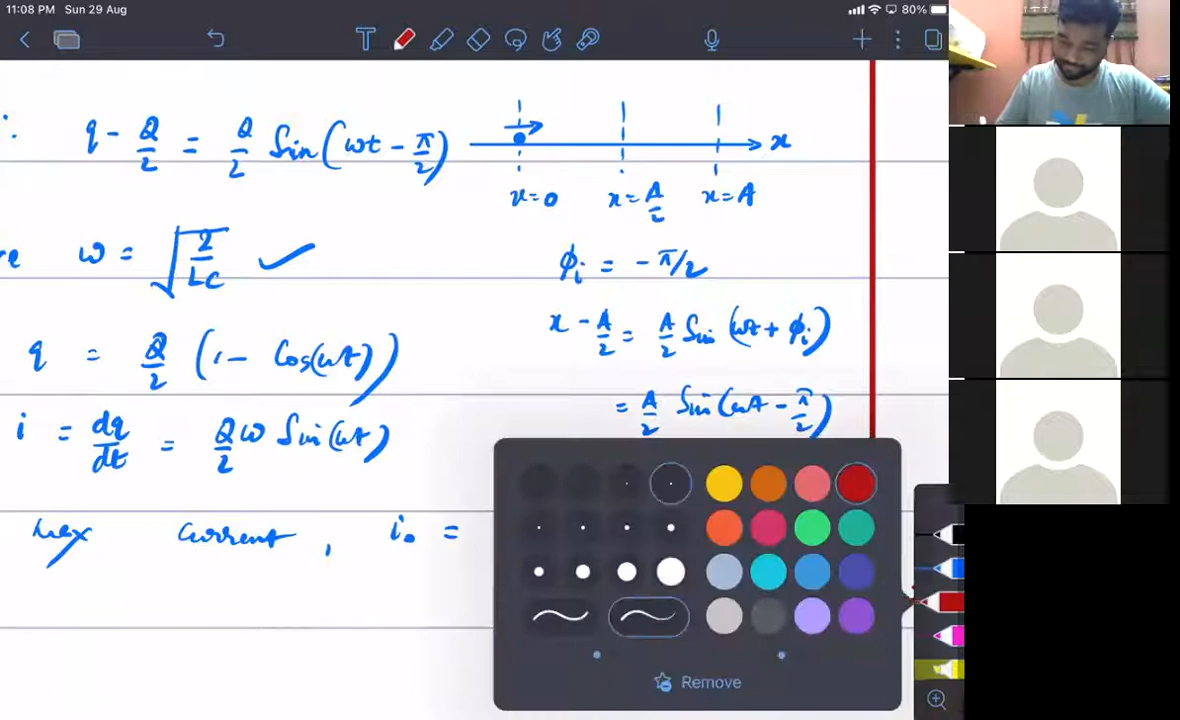 11:08 PM Sun 29 Aug 80%
∴ q - Q/2 = Q/2 Sin(ωt - π/2)
x
x=0 x=A/2 x=A
re ω = √(2/LC) ✓
ϕi = -π/2
x - A/2 = A/2 Sin(ωt + ϕi)
q = Q/2 (1 - Cos(ωt))
= A/2 Sin(ωt - π/2)
i = dq/dt = Q/2 ω Sin(ωt)
max current, i0 =
Remove